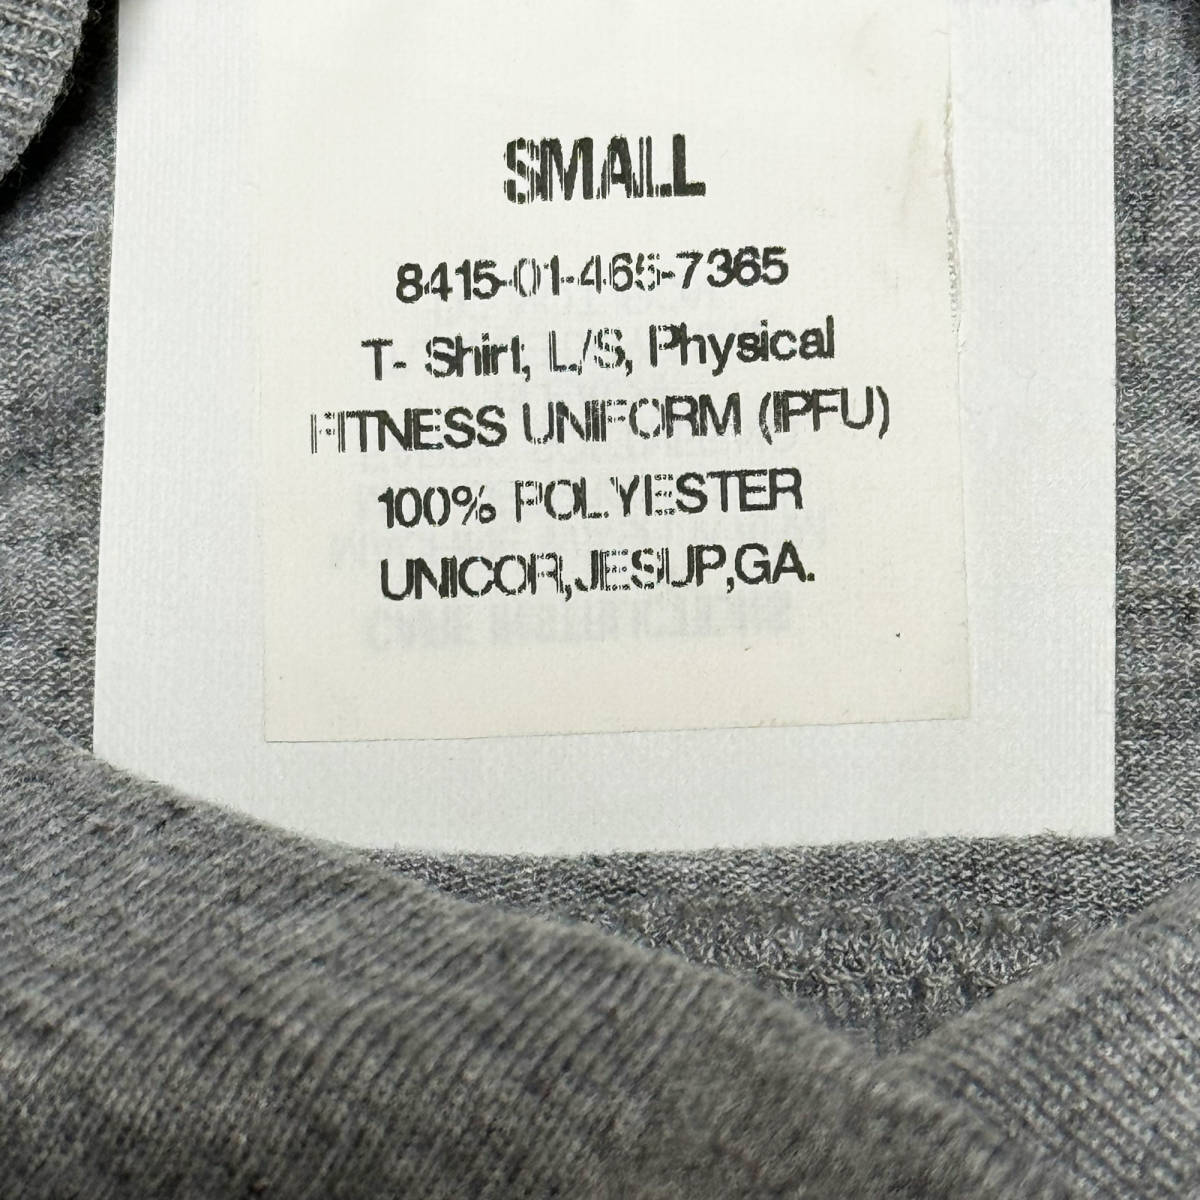 SMALL
8415-01-465-7365
T- Shirt, L/S, Physical
FITNESS UNIFORM (IPFU)
100% POLYESTER
UNICOR,JESUP,GA.